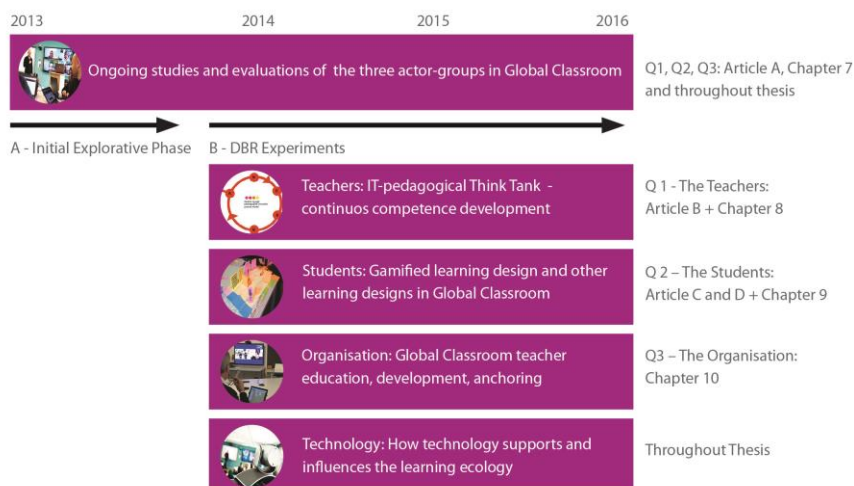 2013 2014 2015 2016
Ongoing studies and evaluations of the three actor-groups in Global Classroom
Q1, Q2, Q3: Article A, Chapter 7
and throughout thesis
A - Initial Explorative Phase
B - DBR Experiments
Teachers: IT-pedagogical Think Tank -
continuos competence development
Q 1 - The Teachers:
Article B + Chapter 8
Students: Gamified learning design and other
learning designs in Global Classroom
Q 2 – The Students:
Article C and D + Chapter 9
Organisation: Global Classroom teacher
education, development, anchoring
Q3 – The Organisation:
Chapter 10
Technology: How technology supports and
influences the learning ecology
Throughout Thesis